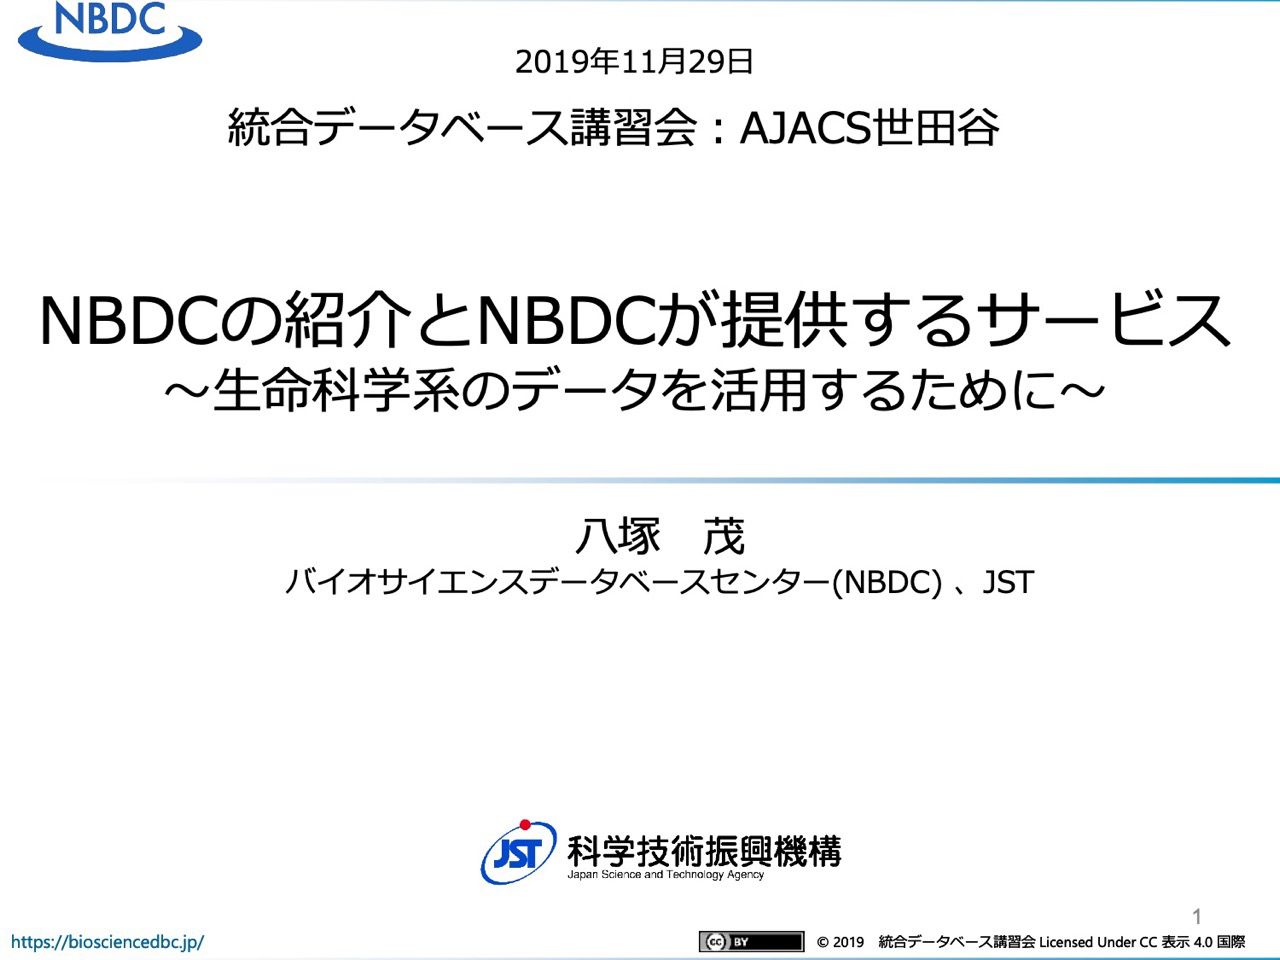 NBDC
2019年11月29日
統合データベース講習会：AJACS世田谷
NBDCの紹介とNBDCが提供するサービス
～生命科学系のデータを活用するために～
八塚　茂
バイオサイエンスデータベースセンター(NBDC) 、JST
JST 科学技術振興機構
Japan Science and Technology Agency
1
https://biosciencedbc.jp/
cc BY © 2019　統合データベース講習会 Licensed Under CC 表示 4.0 国際